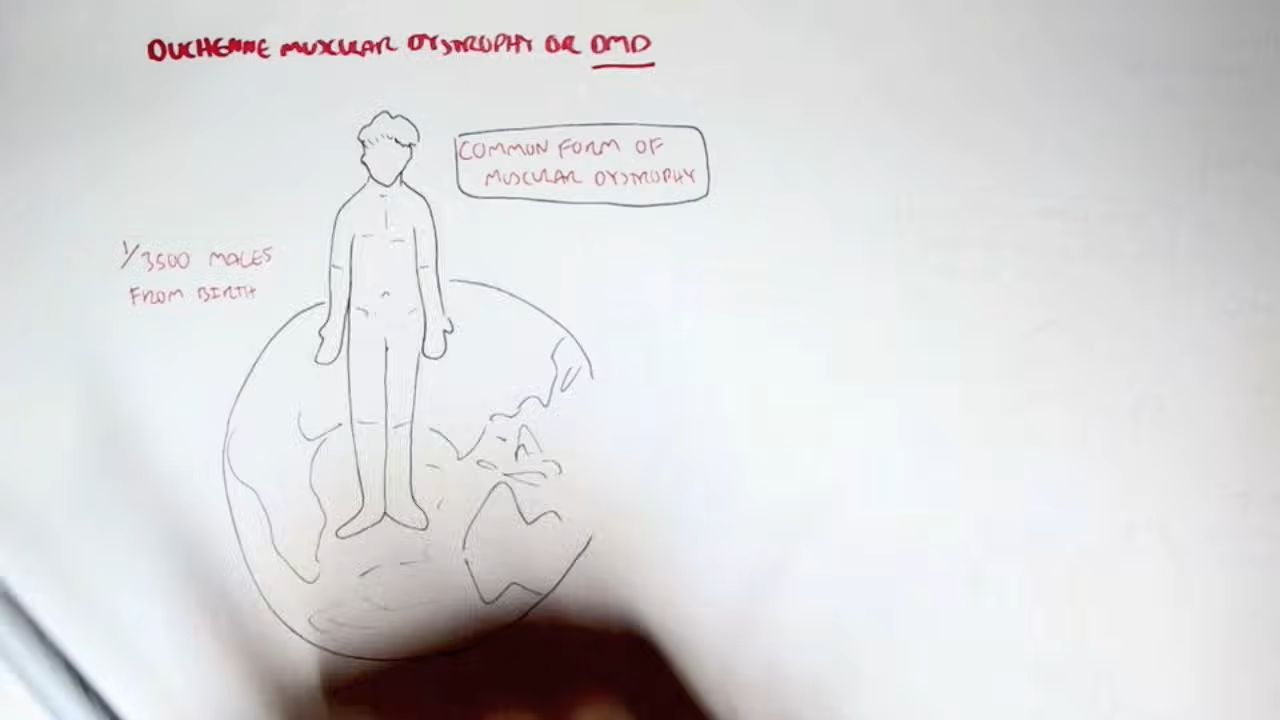 DUCHENNE MUSCULAR DYSTROPHY OR DMD
COMMON FORM OF
MUSCULAR DYSTROPHY
1/3500 MALES
FROM BIRTH